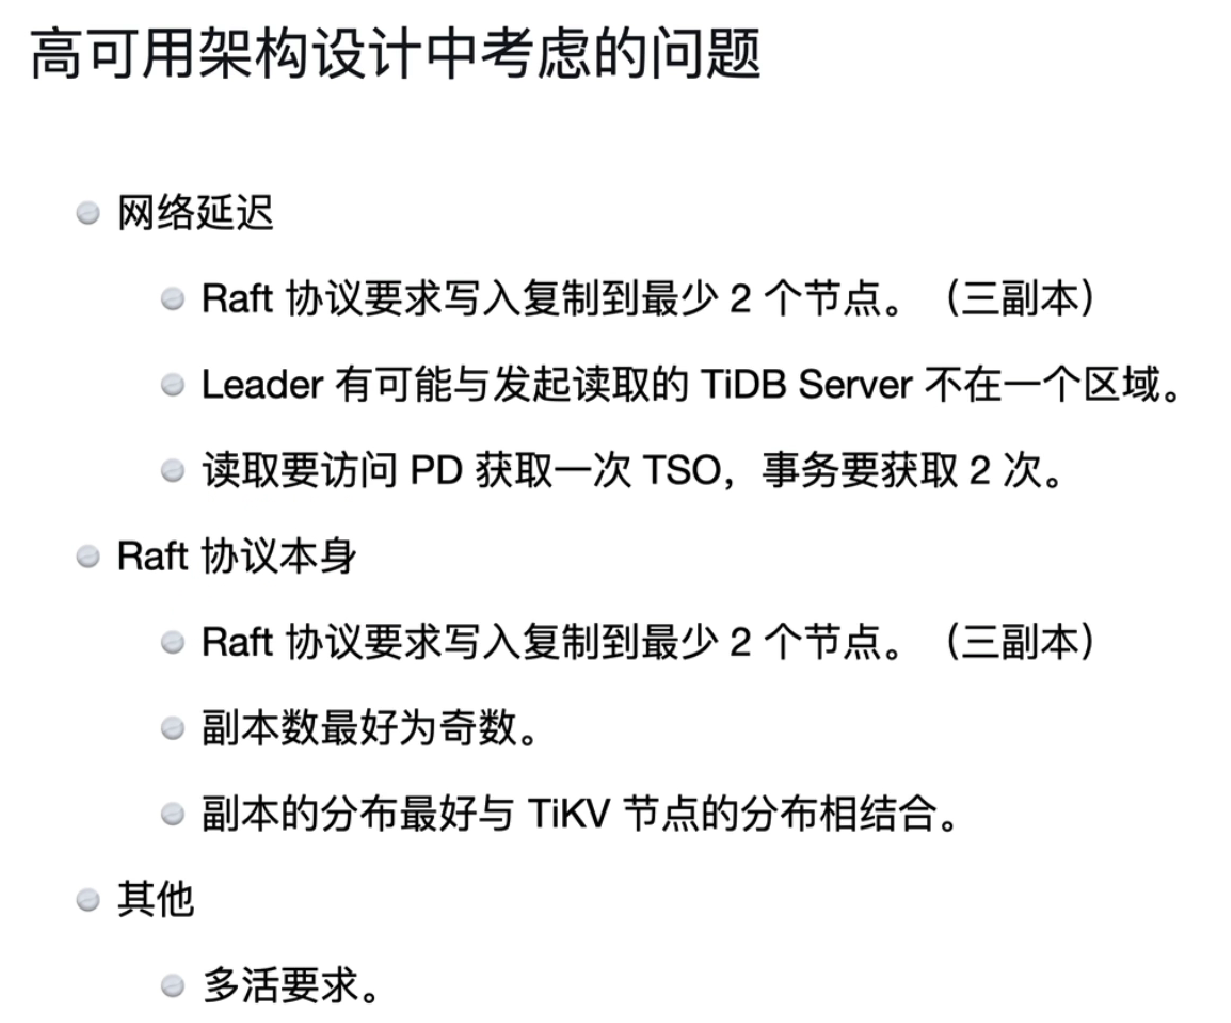 高可用架构设计中考虑的问题
网络延迟
Raft 协议要求写入复制到最少 2 个节点。（三副本）
Leader 有可能与发起读取的 TiDB Server 不在一个区域。
读取要访问 PD 获取一次 TSO，事务要获取 2 次。
Raft 协议本身
Raft 协议要求写入复制到最少 2 个节点。（三副本）
副本数最好为奇数。
副本的分布最好与 TiKV 节点的分布相结合。
其他
多活要求。